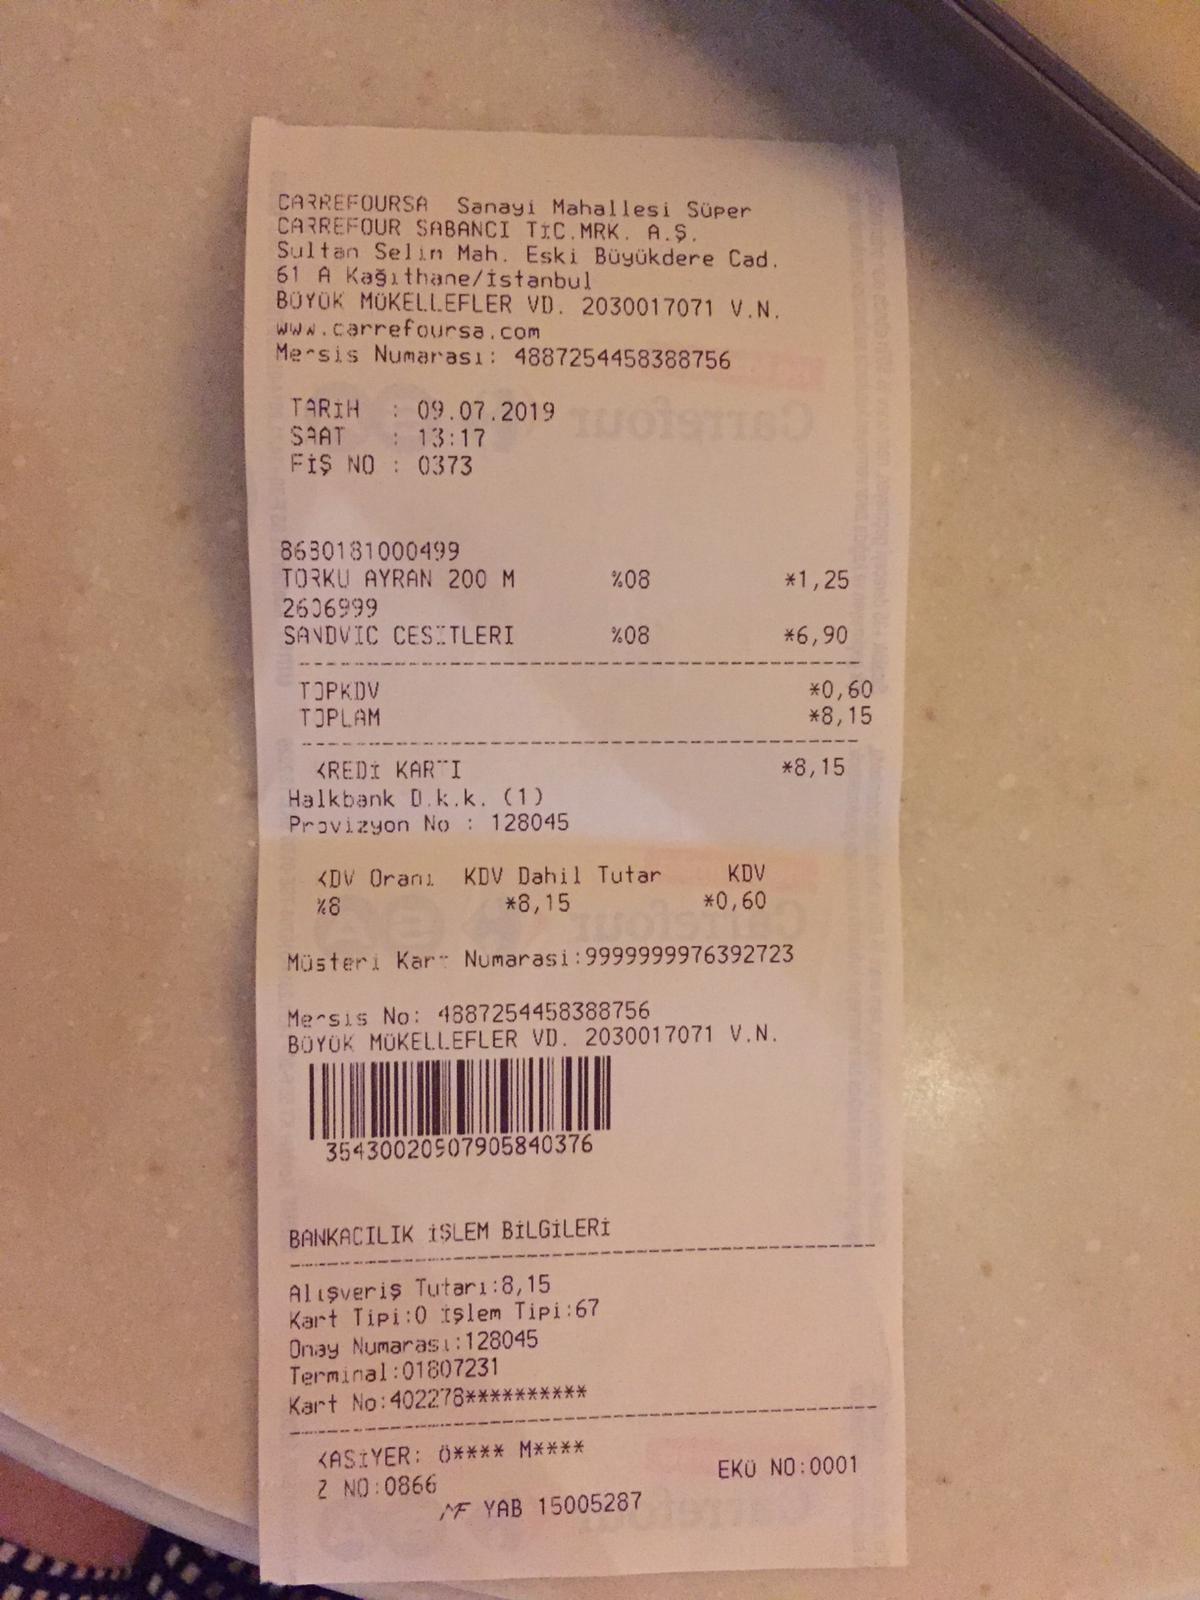 CARREFOURSA Sanayi Mahallesi Süper
CARREFOUR SABANCI TİC.MRK. A.Ş.
Sultan Selim Mah. Eski Büyükdere Cad.
61 A Kağıthane/İstanbul
BÜYÜK MÜKELLEFLER VD. 2030017071 V.N.
www.carrefoursa.com
Mersis Numarası: 4887254458388756
TARİH : 09.07.2019
SAAT : 13:17
FİŞ NO : 0373
8680181000499
TORKU AYRAN 200 M %08 *1,25
2606999
SANDVIC CESITLERI %08 *6,90
TOPKDV *0,60
TOPLAM *8,15
KREDİ KARTI *8,15
Halkbank D.k.k. (1)
Provizyon No : 128045
KDV Oranı KDV Dahil Tutar KDV
%8 *8,15 *0,60
Müsteri Kart Numarasi:9999999976392723
Mersis No: 4887254458388756
BÜYÜK MÜKELLEFLER VD. 2030017071 V.N.
35430020907905840376
BANKACILIK İŞLEM BİLGİLERİ
Alışveriş Tutarı:8,15
Kart Tipi:0 İşlem Tipi:67
Onay Numarası:128045
Terminal:01807231
Kart No:402278**********
KASİYER: Ö**** M****
Z NO:0866 EKÜ NO:0001
MF YAB 15005287
Carrefour
Carrefour
Carrefour